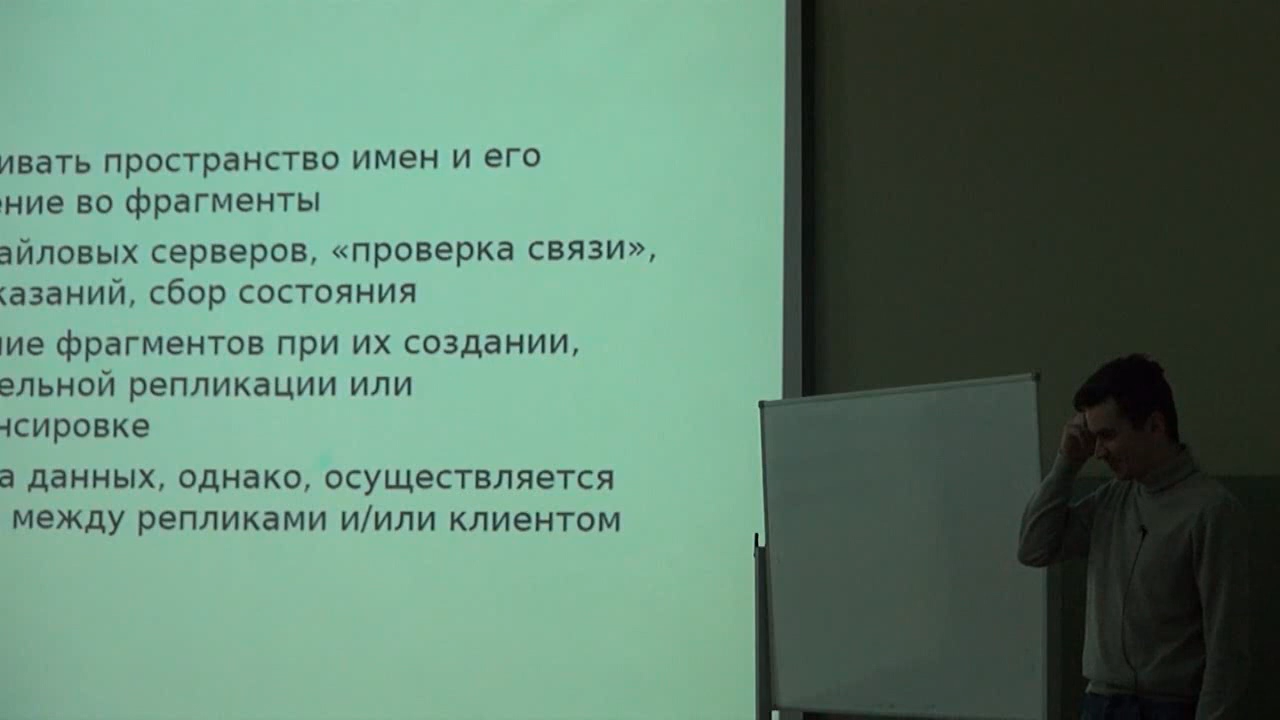 ивать пространство имен и его
ение во фрагменты
айловых серверов, «проверка связи»,
казаний, сбор состояния
ние фрагментов при их создании,
ельной репликации или
нсировке
а данных, однако, осуществляется
между репликами и/или клиентом